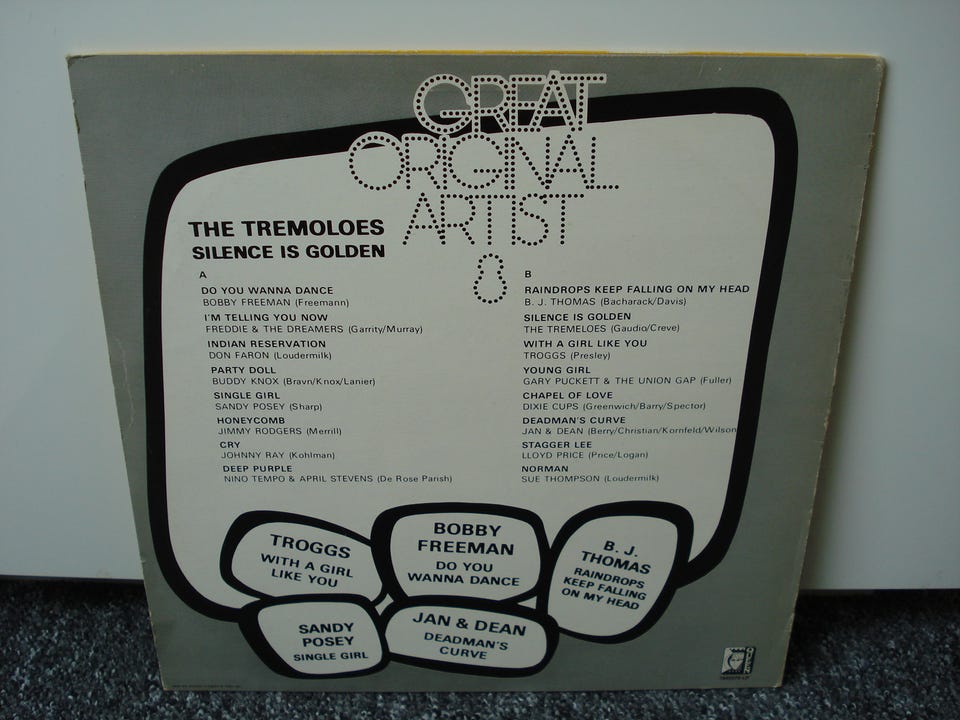 GREAT
ORIGINAL
ARTIST
THE TREMOLOES
SILENCE IS GOLDEN
A
DO YOU WANNA DANCE
BOBBY FREEMAN (Freemann)
I'M TELLING YOU NOW
FREDDIE & THE DREAMERS (Garrity/Murray)
INDIAN RESERVATION
DON FARON (Loudermilk)
PARTY DOLL
BUDDY KNOX (Bravn/Knox/Lanier)
SINGLE GIRL
SANDY POSEY (Sharp)
HONEYCOMB
JIMMY RODGERS (Merrill)
CRY
JOHNNY RAY (Kohlman)
DEEP PURPLE
NINO TEMPO & APRIL STEVENS (De Rose Parish)
B
RAINDROPS KEEP FALLING ON MY HEAD
B. J. THOMAS (Bacharack/Davis)
SILENCE IS GOLDEN
THE TREMELOES (Gaudio/Creve)
WITH A GIRL LIKE YOU
TROGGS (Presley)
YOUNG GIRL
GARY PUCKETT & THE UNION GAP (Fuller)
CHAPEL OF LOVE
DIXIE CUPS (Greenwich/Barry/Spector)
DEADMAN'S CURVE
JAN & DEAN (Berry/Christian/Kornfeld/Wilson
STAGGER LEE
LLOYD PRICE (Price/Logan)
NORMAN
SUE THOMPSON (Loudermilk)
TROGGS
WITH A GIRL
LIKE YOU
BOBBY
FREEMAN
DO YOU
WANNA DANCE
B. J.
THOMAS
RAINDROPS
KEEP FALLING
ON MY HEAD
SANDY
POSEY
SINGLE GIRL
JAN & DEAN
DEADMAN'S
CURVE